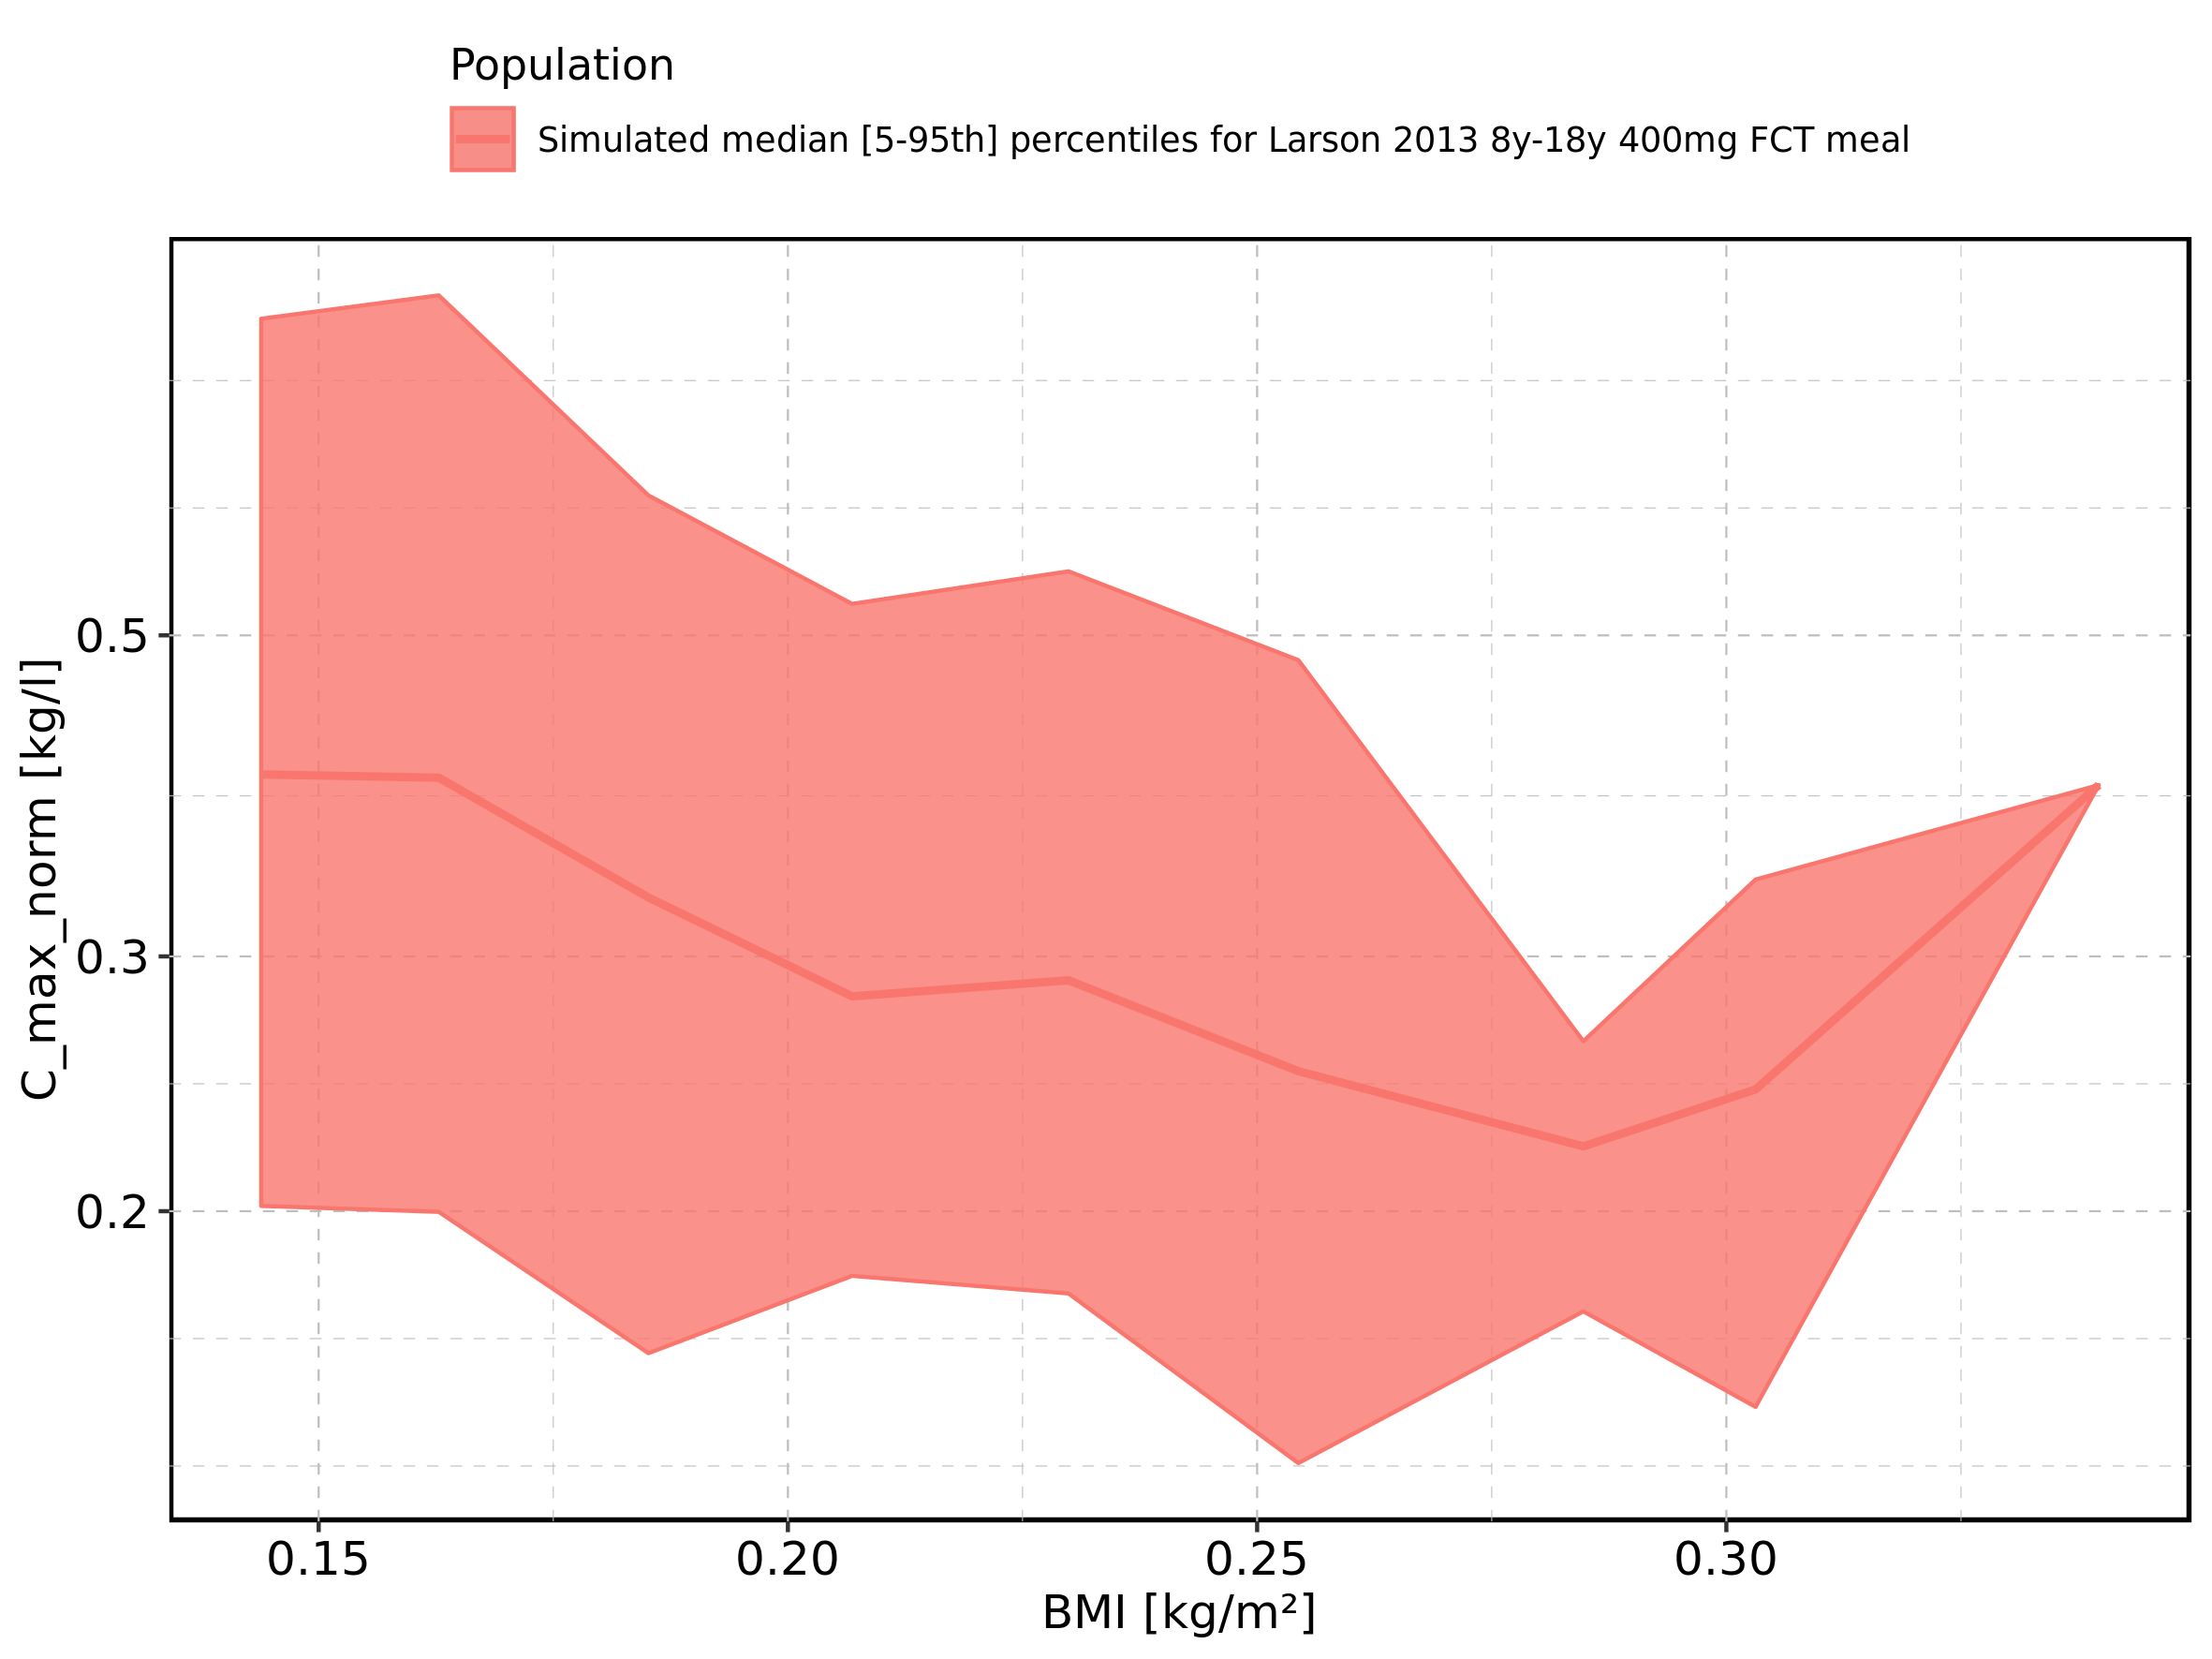 Population
Simulated median [5-95th] percentiles for Larson 2013 8y-18y 400mg FCT meal
C_max_norm [kg/l]
0.5
0.3
0.2
0.15 0.20 0.25 0.30
BMI [kg/m²]